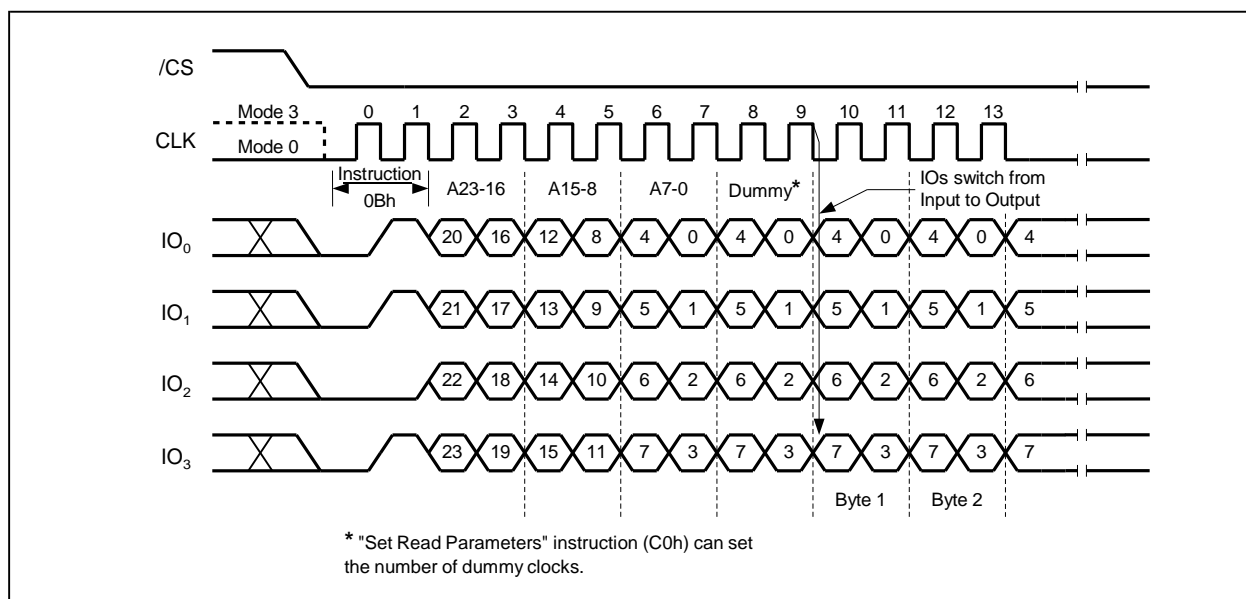 /CS
Mode 3
0 1 2 3 4 5 6 7 8 9 10 11 12 13
CLK
Mode 0
Instruction
0Bh
A23-16 A15-8 A7-0 Dummy*
IOs switch from
Input to Output
IO0 20 16 12 8 4 0 4 0 4 0 4 0 4
IO1 21 17 13 9 5 1 5 1 5 1 5 1 5
IO2 22 18 14 10 6 2 6 2 6 2 6 2 6
IO3 23 19 15 11 7 3 7 3 7 3 7 3 7
Byte 1 Byte 2
* "Set Read Parameters" instruction (C0h) can set
the number of dummy clocks.